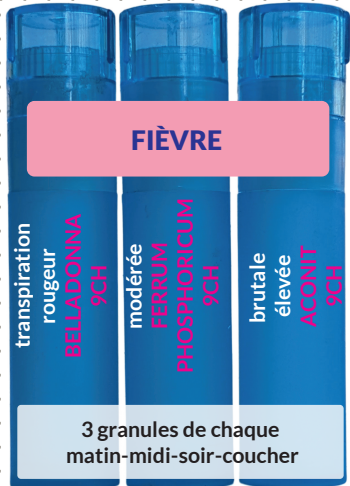 FIÈVRE
transpiration
rougeur
BELLADONNA
9CH
modérée
FERRUM
PHOSPHORICUM
9CH
brutale
élevée
ACONIT
9CH
3 granules de chaque
matin-midi-soir-coucher